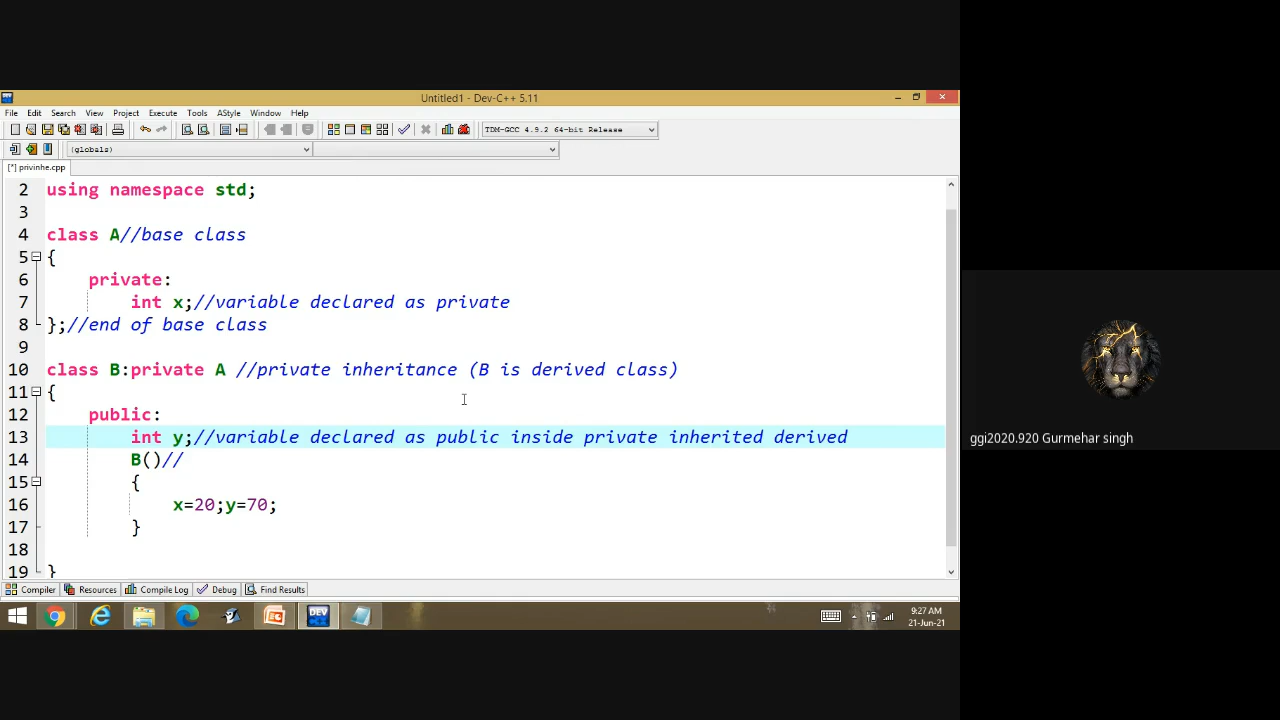 Untitled1 - Dev-C++ 5.11
File Edit Search View Project Execute Tools AStyle Window Help
TDM-GCC 4.9.2 64-bit Release
(globals)
[*] privinhe.cpp
2 using namespace std;
3
4 class A//base class
5 {
6 private:
7 int x;//variable declared as private
8 };//end of base class
9
10 class B:private A //private inheritance (B is derived class)
11 {
12 public:
13 int y;//variable declared as public inside private inherited derived
14 B()//
15 {
16 x=20;y=70;
17 }
18
19 }
Compiler Resources Compile Log Debug Find Results
DEV
9:27 AM
21-Jun-21
ggi2020.920 Gurmehar singh